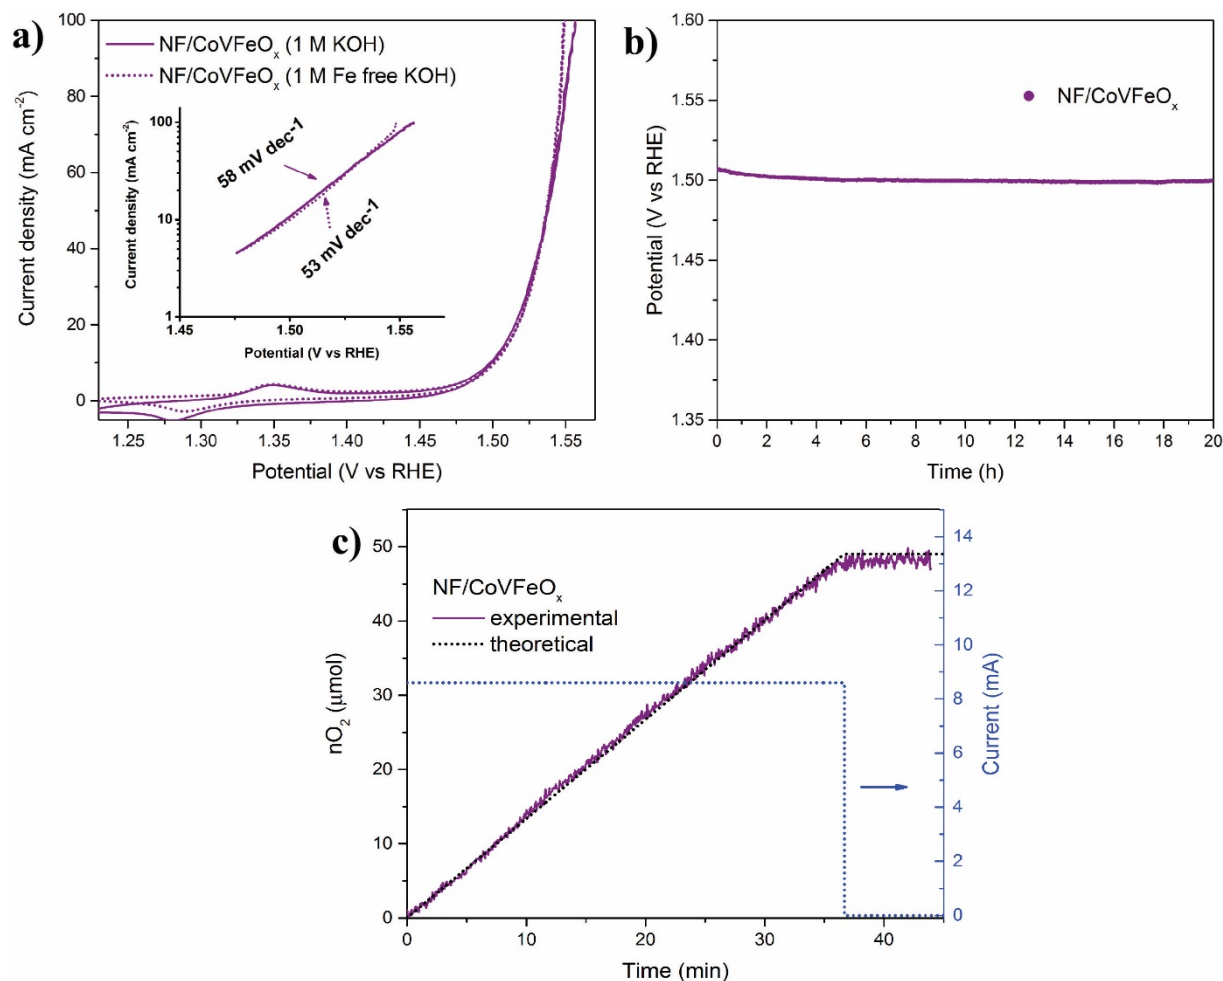 a)
100
80
60
40
20
0
Current density (mA cm⁻²)
NF/CoVFeOₓ (1 M KOH)
NF/CoVFeOₓ (1 M Fe free KOH)
100
10
1
Current density (mA cm⁻²)
58 mV dec⁻¹
53 mV dec⁻¹
1.45 1.50 1.55
Potential (V vs RHE)
1.25 1.30 1.35 1.40 1.45 1.50 1.55
Potential (V vs RHE)
b)
1.60
1.55
1.50
1.45
1.40
1.35
Potential (V vs RHE)
NF/CoVFeOₓ
0 2 4 6 8 10 12 14 16 18 20
Time (h)
c)
50
40
30
20
10
0
nO₂ (μmol)
NF/CoVFeOₓ
experimental
theoretical
14
12
10
8
6
4
2
0
Current (mA)
0 10 20 30 40
Time (min)